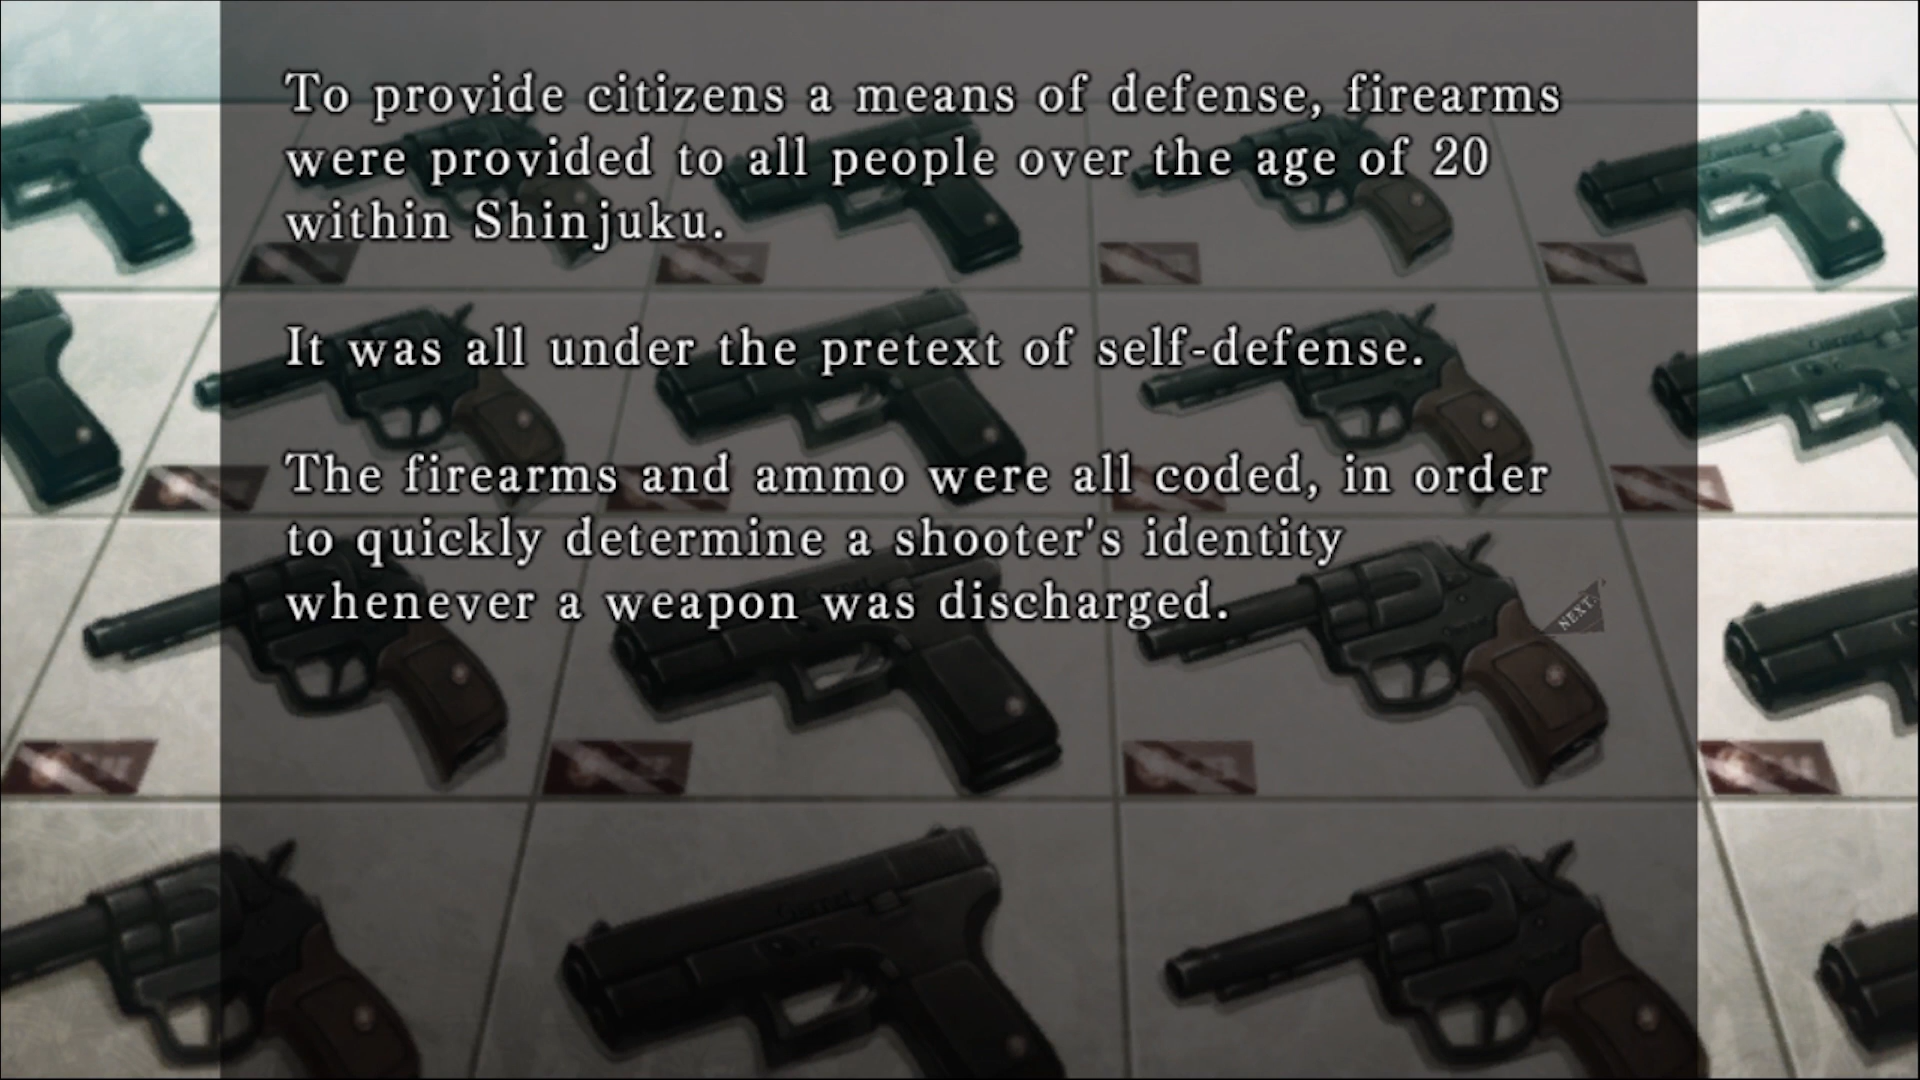 To provide citizens a means of defense, firearms
were provided to all people over the age of 20
within Shinjuku.
It was all under the pretext of self-defense.
The firearms and ammo were all coded, in order
to quickly determine a shooter's identity
whenever a weapon was discharged.
NEXT